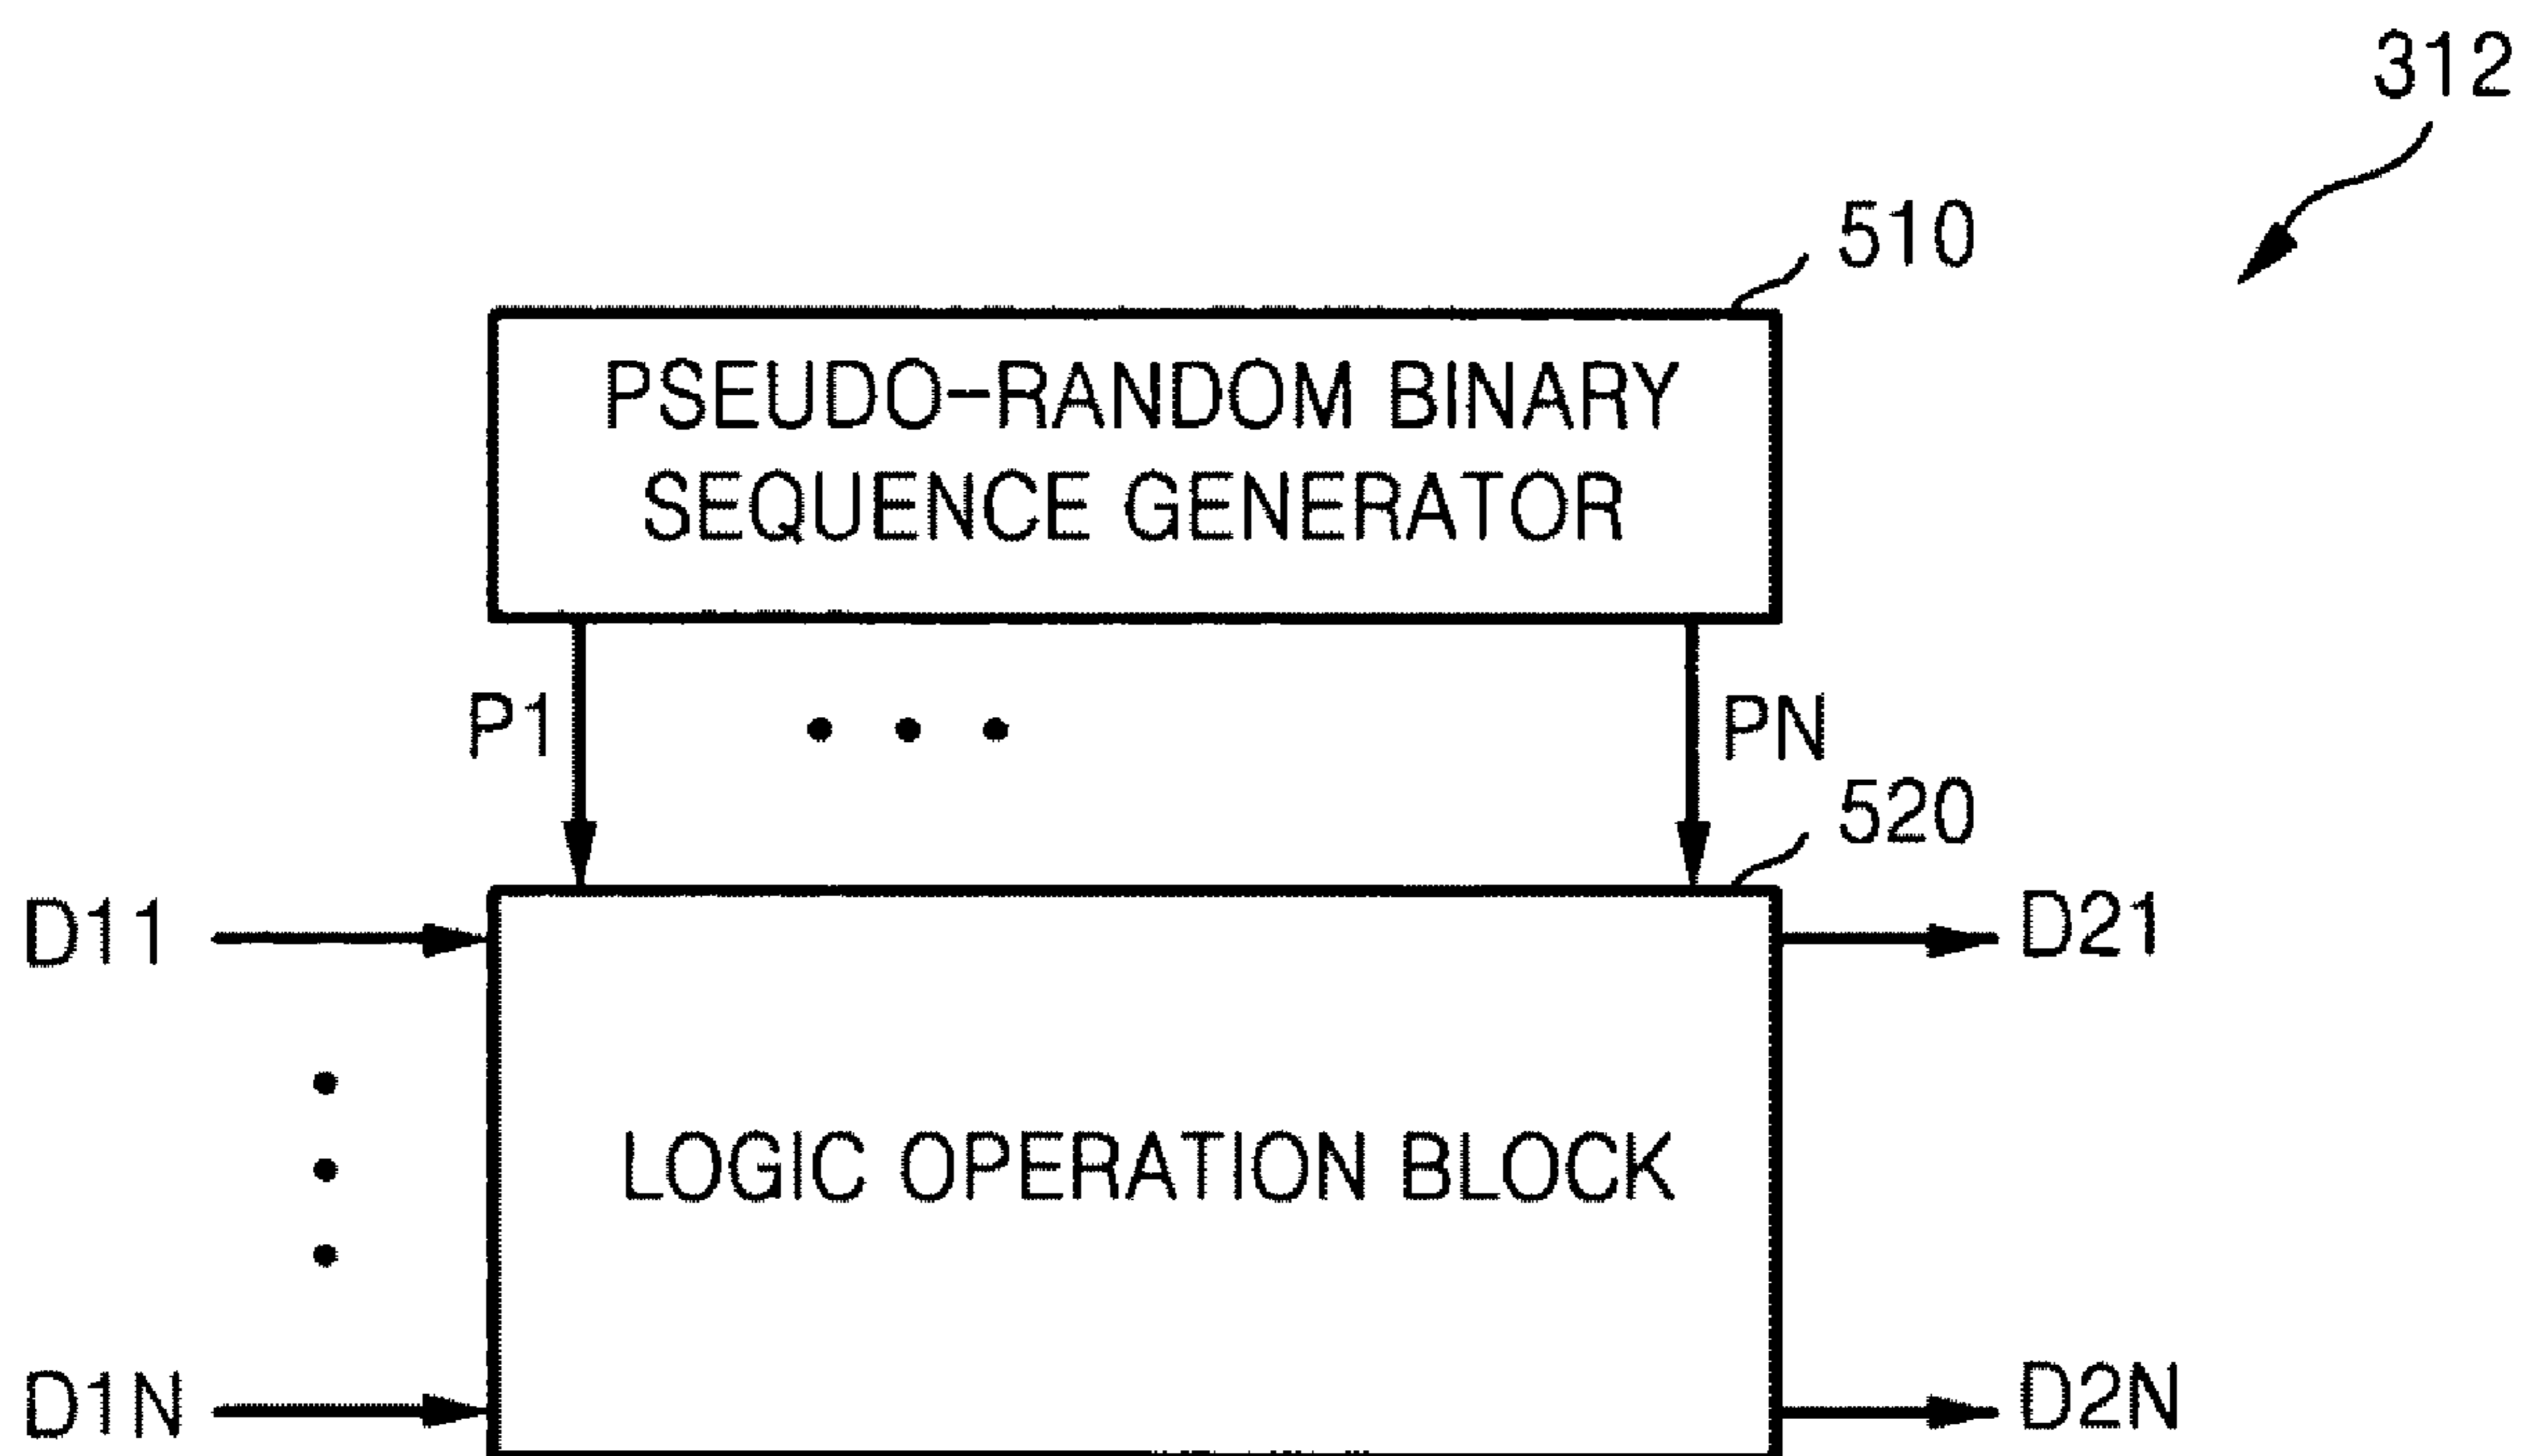 312
510
PSEUDO-RANDOM BINARY
SEQUENCE GENERATOR
P1
PN
520
D11
D21
LOGIC OPERATION BLOCK
D1N
D2N